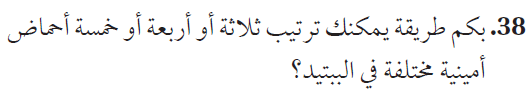 38. بكم طريقة يمكنك ترتيب ثلاثة أو أربعة أو خمسة أحماض
أمينية مختلفة في الببتيد؟